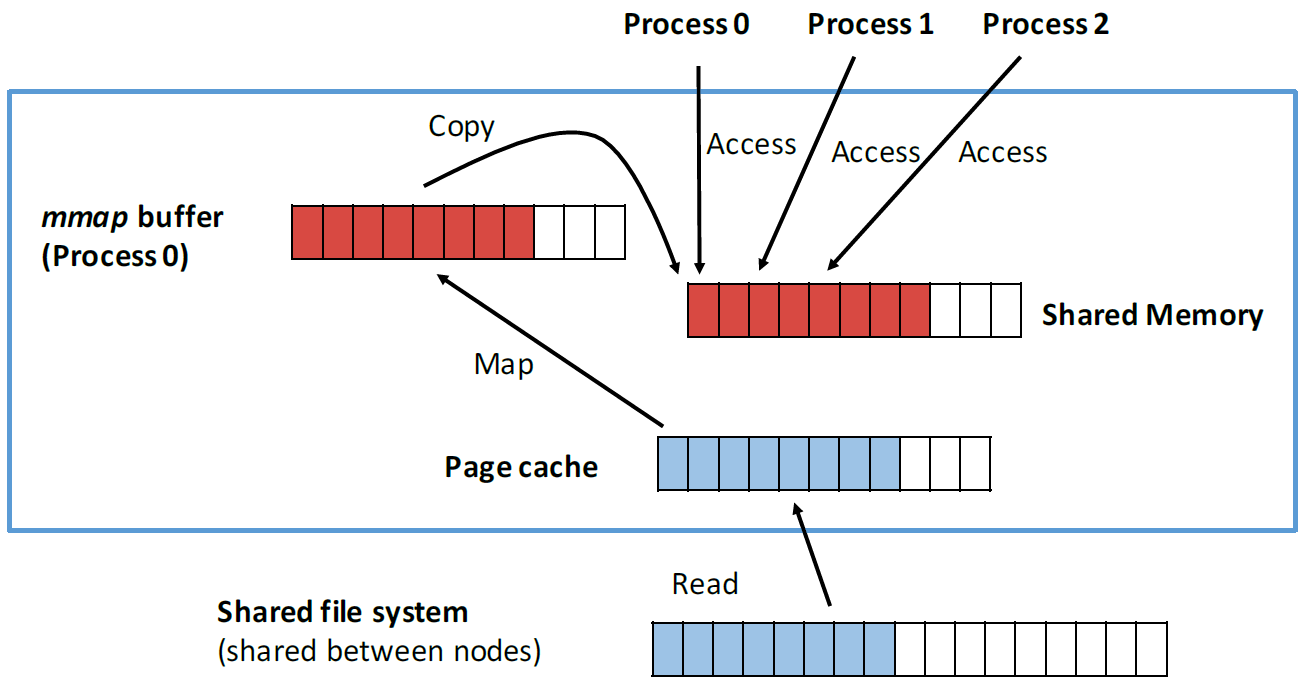 Process 0
Process 1
Process 2
Copy
Access
Access
Access
mmap buffer
(Process 0)
Shared Memory
Map
Page cache
Read
Shared file system
(shared between nodes)